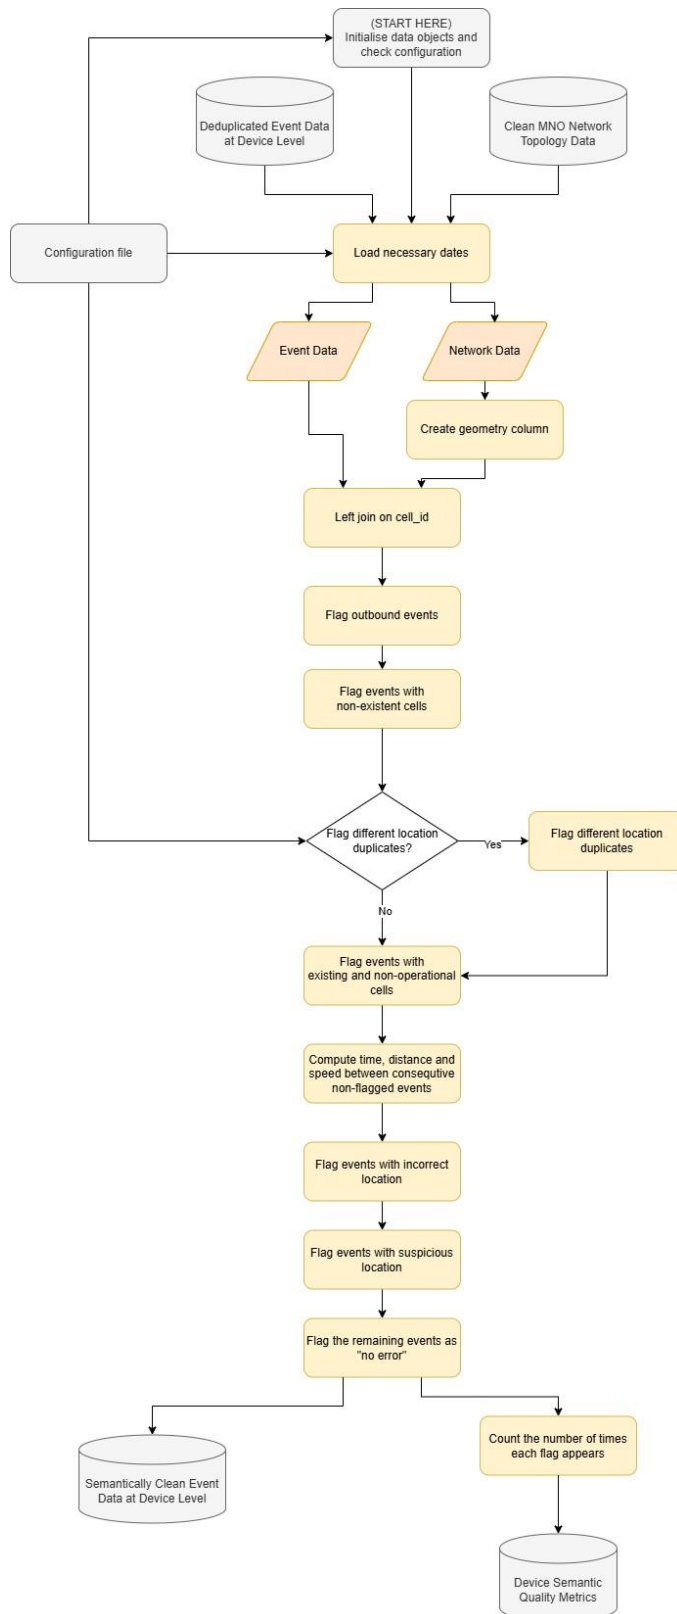 (START HERE)
Initialise data objects and
check configuration
Deduplicated Event Data
at Device Level
Clean MNO Network
Topology Data
Configuration file
Load necessary dates
Event Data
Network Data
Create geometry column
Left join on cell_id
Flag outbound events
Flag events with
non-existent cells
Flag different location
duplicates?
Yes
Flag different location
duplicates
No
Flag events with
existing and non-operational
cells
Compute time, distance and
speed between consequtive
non-flagged events
Flag events with incorrect
location
Flag events with suspicious
location
Flag the remaining events as
"no error"
Semantically Clean Event
Data at Device Level
Count the number of times
each flag appears
Device Semantic
Quality Metrics